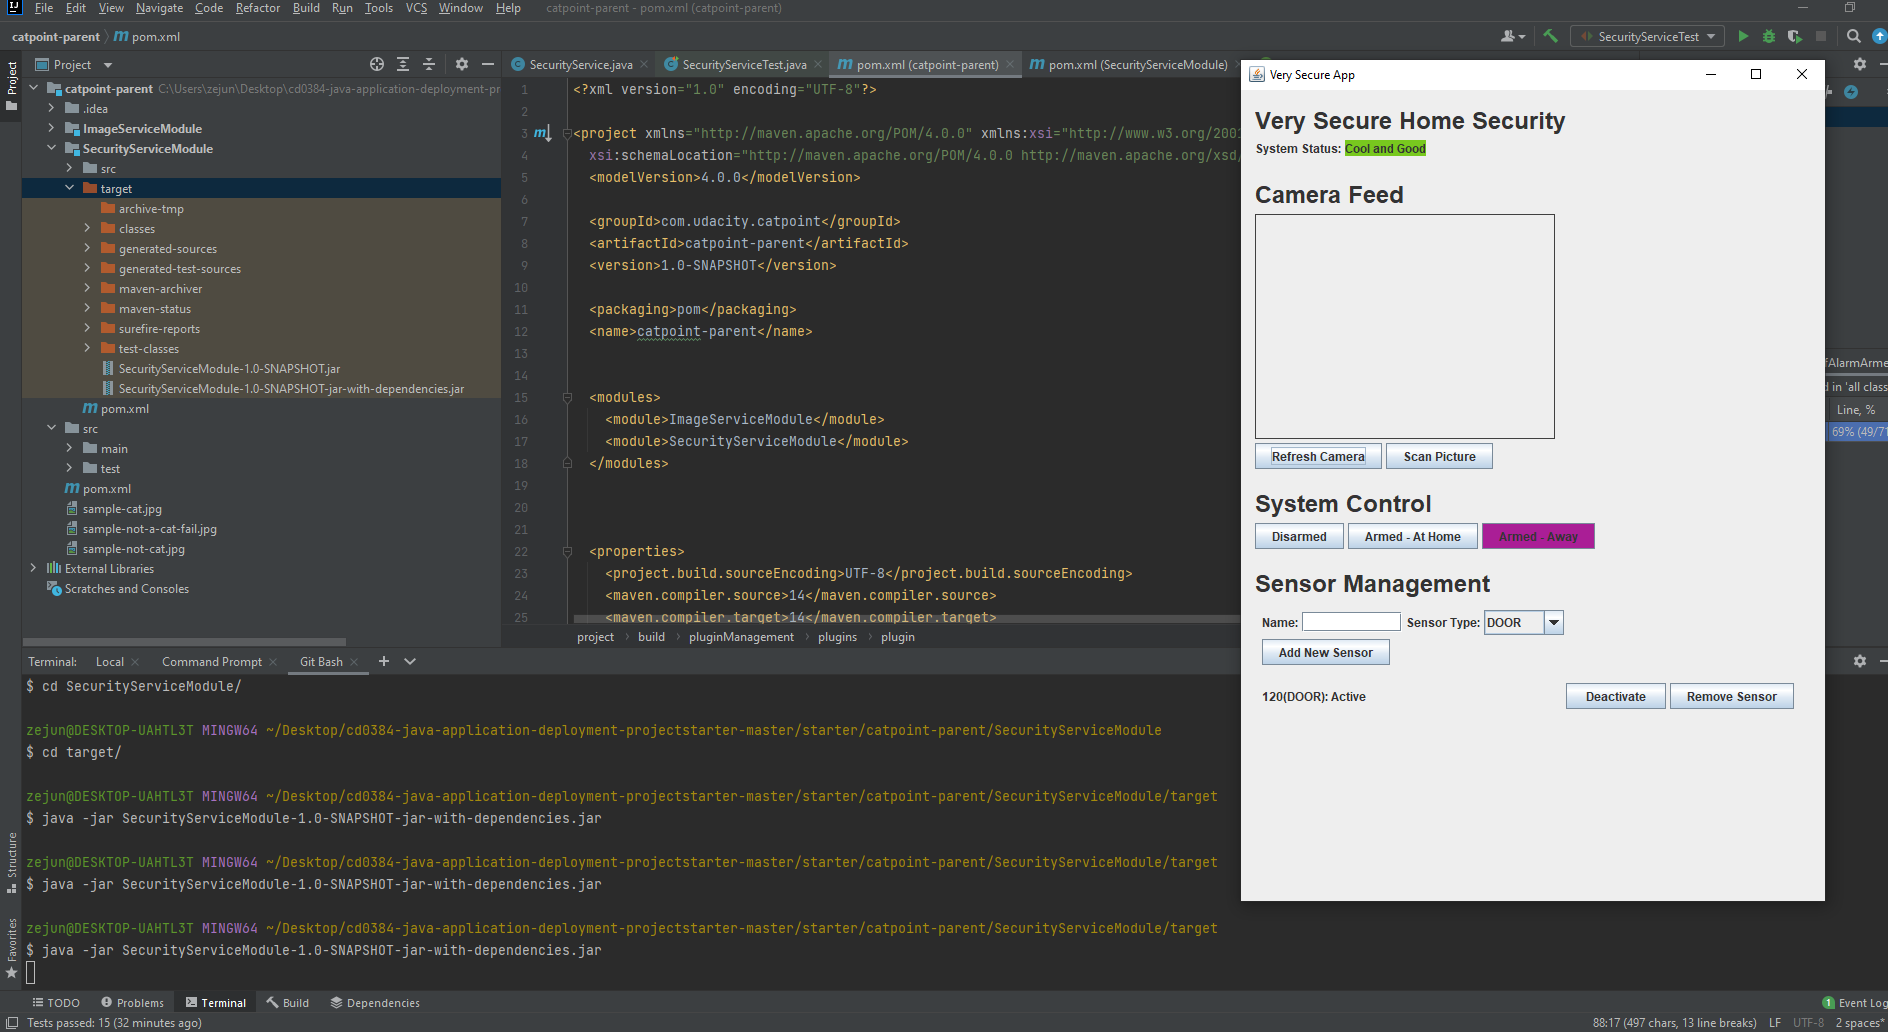 File Edit View Navigate Code Refactor Build Run Tools VCS Window Help catpoint-parent - pom.xml (catpoint-parent)
catpoint-parent pom.xml
SecurityServiceTest
Project
Project
catpoint-parent C:\Users\zejun\Desktop\cd0384-java-application-deployment-pr
.idea
ImageServiceModule
SecurityServiceModule
src
target
archive-tmp
classes
generated-sources
generated-test-sources
maven-archiver
maven-status
surefire-reports
test-classes
SecurityServiceModule-1.0-SNAPSHOT.jar
SecurityServiceModule-1.0-SNAPSHOT-jar-with-dependencies.jar
pom.xml
src
main
test
pom.xml
sample-cat.jpg
sample-not-a-cat-fail.jpg
sample-not-cat.jpg
External Libraries
Scratches and Consoles
SecurityService.java SecurityServiceTest.java pom.xml (catpoint-parent) pom.xml (SecurityServiceModule)
1 <?xml version="1.0" encoding="UTF-8"?>
2
3 <project xmlns="http://maven.apache.org/POM/4.0.0" xmlns:xsi="http://www.w3.org/2001
4 xsi:schemaLocation="http://maven.apache.org/POM/4.0.0 http://maven.apache.org/xsd/
5 <modelVersion>4.0.0</modelVersion>
6
7 <groupId>com.udacity.catpoint</groupId>
8 <artifactId>catpoint-parent</artifactId>
9 <version>1.0-SNAPSHOT</version>
10
11 <packaging>pom</packaging>
12 <name>catpoint-parent</name>
13
14
15 <modules>
16 <module>ImageServiceModule</module>
17 <module>SecurityServiceModule</module>
18 </modules>
19
20
21
22 <properties>
23 <project.build.sourceEncoding>UTF-8</project.build.sourceEncoding>
24 <maven.compiler.source>14</maven.compiler.source>
25 <maven.compiler.target>14</maven.compiler.target>
project build pluginManagement plugins plugin
Very Secure App
Very Secure Home Security
System Status: Cool and Good
Camera Feed
Refresh Camera Scan Picture
System Control
Disarmed Armed - At Home Armed - Away
Sensor Management
Name: Sensor Type: DOOR
Add New Sensor
120(DOOR): Active Deactivate Remove Sensor
fAlarmArme
d in 'all class
Line, %
69% (49/71
Terminal: Local Command Prompt Git Bash
$ cd SecurityServiceModule/
zejun@DESKTOP-UAHTL3T MINGW64 ~/Desktop/cd0384-java-application-deployment-projectstarter-master/starter/catpoint-parent/SecurityServiceModule
$ cd target/
zejun@DESKTOP-UAHTL3T MINGW64 ~/Desktop/cd0384-java-application-deployment-projectstarter-master/starter/catpoint-parent/SecurityServiceModule/target
$ java -jar SecurityServiceModule-1.0-SNAPSHOT-jar-with-dependencies.jar
zejun@DESKTOP-UAHTL3T MINGW64 ~/Desktop/cd0384-java-application-deployment-projectstarter-master/starter/catpoint-parent/SecurityServiceModule/target
$ java -jar SecurityServiceModule-1.0-SNAPSHOT-jar-with-dependencies.jar
zejun@DESKTOP-UAHTL3T MINGW64 ~/Desktop/cd0384-java-application-deployment-projectstarter-master/starter/catpoint-parent/SecurityServiceModule/target
$ java -jar SecurityServiceModule-1.0-SNAPSHOT-jar-with-dependencies.jar
Structure
Favorites
TODO Problems Terminal Build Dependencies 1 Event Log
Tests passed: 15 (32 minutes ago) 88:17 (497 chars, 13 line breaks) LF UTF-8 2 spaces*